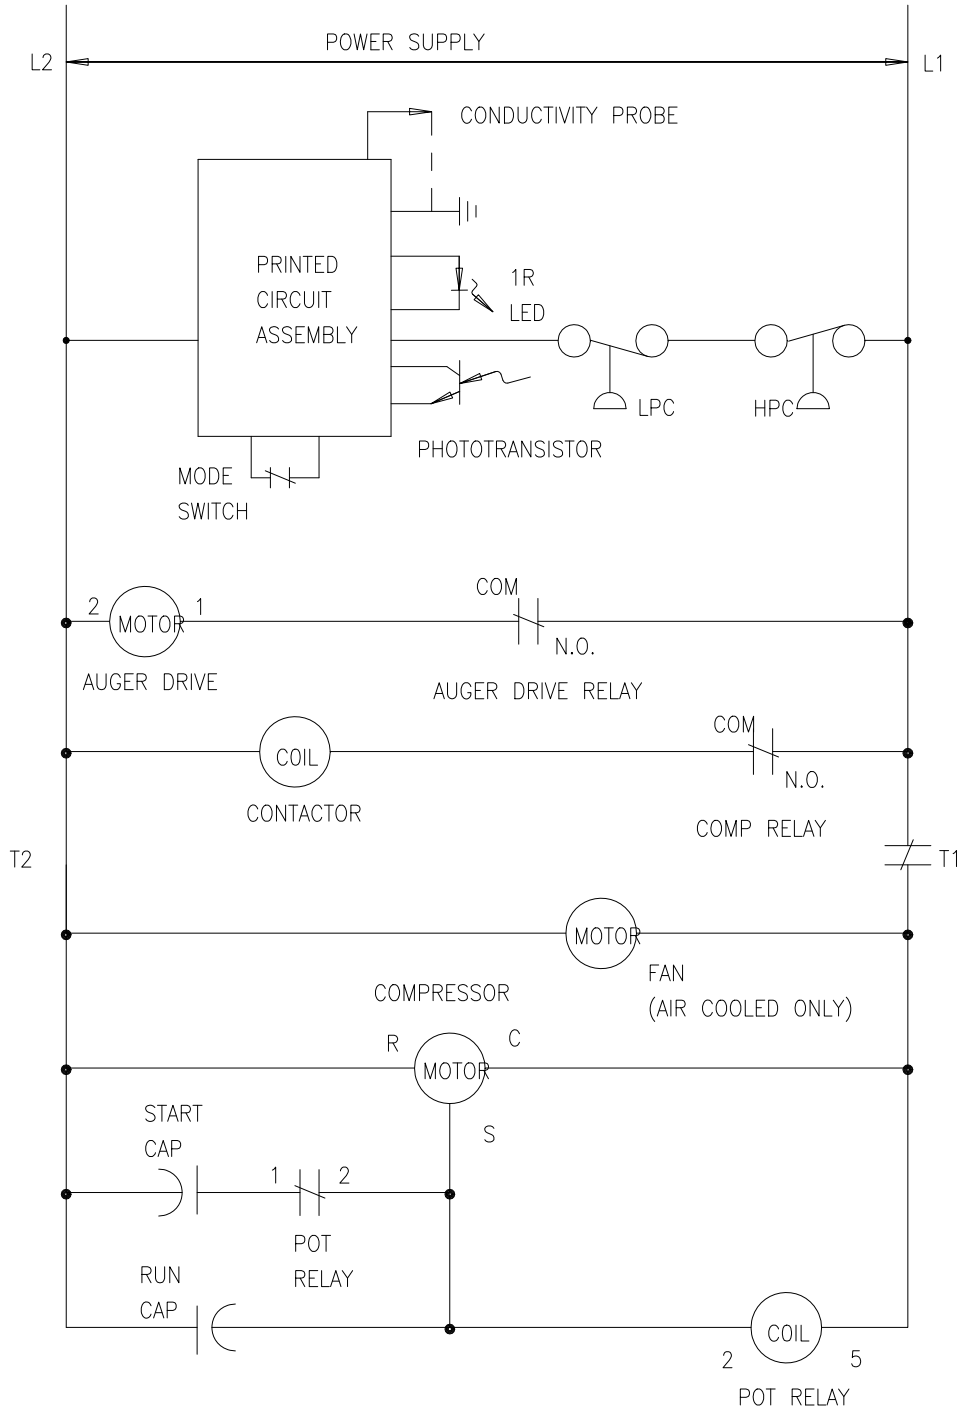 POWER SUPPLY
L2
L1
CONDUCTIVITY PROBE
PRINTED
CIRCUIT
ASSEMBLY
1R
LED
LPC
HPC
PHOTOTRANSISTOR
MODE
SWITCH
COM
2
MOTOR
1
N.O.
AUGER DRIVE
AUGER DRIVE RELAY
COM
COIL
N.O.
CONTACTOR
COMP RELAY
T2
T1
MOTOR
FAN
(AIR COOLED ONLY)
COMPRESSOR
R
C
MOTOR
S
START
CAP
1
2
POT
RELAY
RUN
CAP
COIL
2
5
POT RELAY